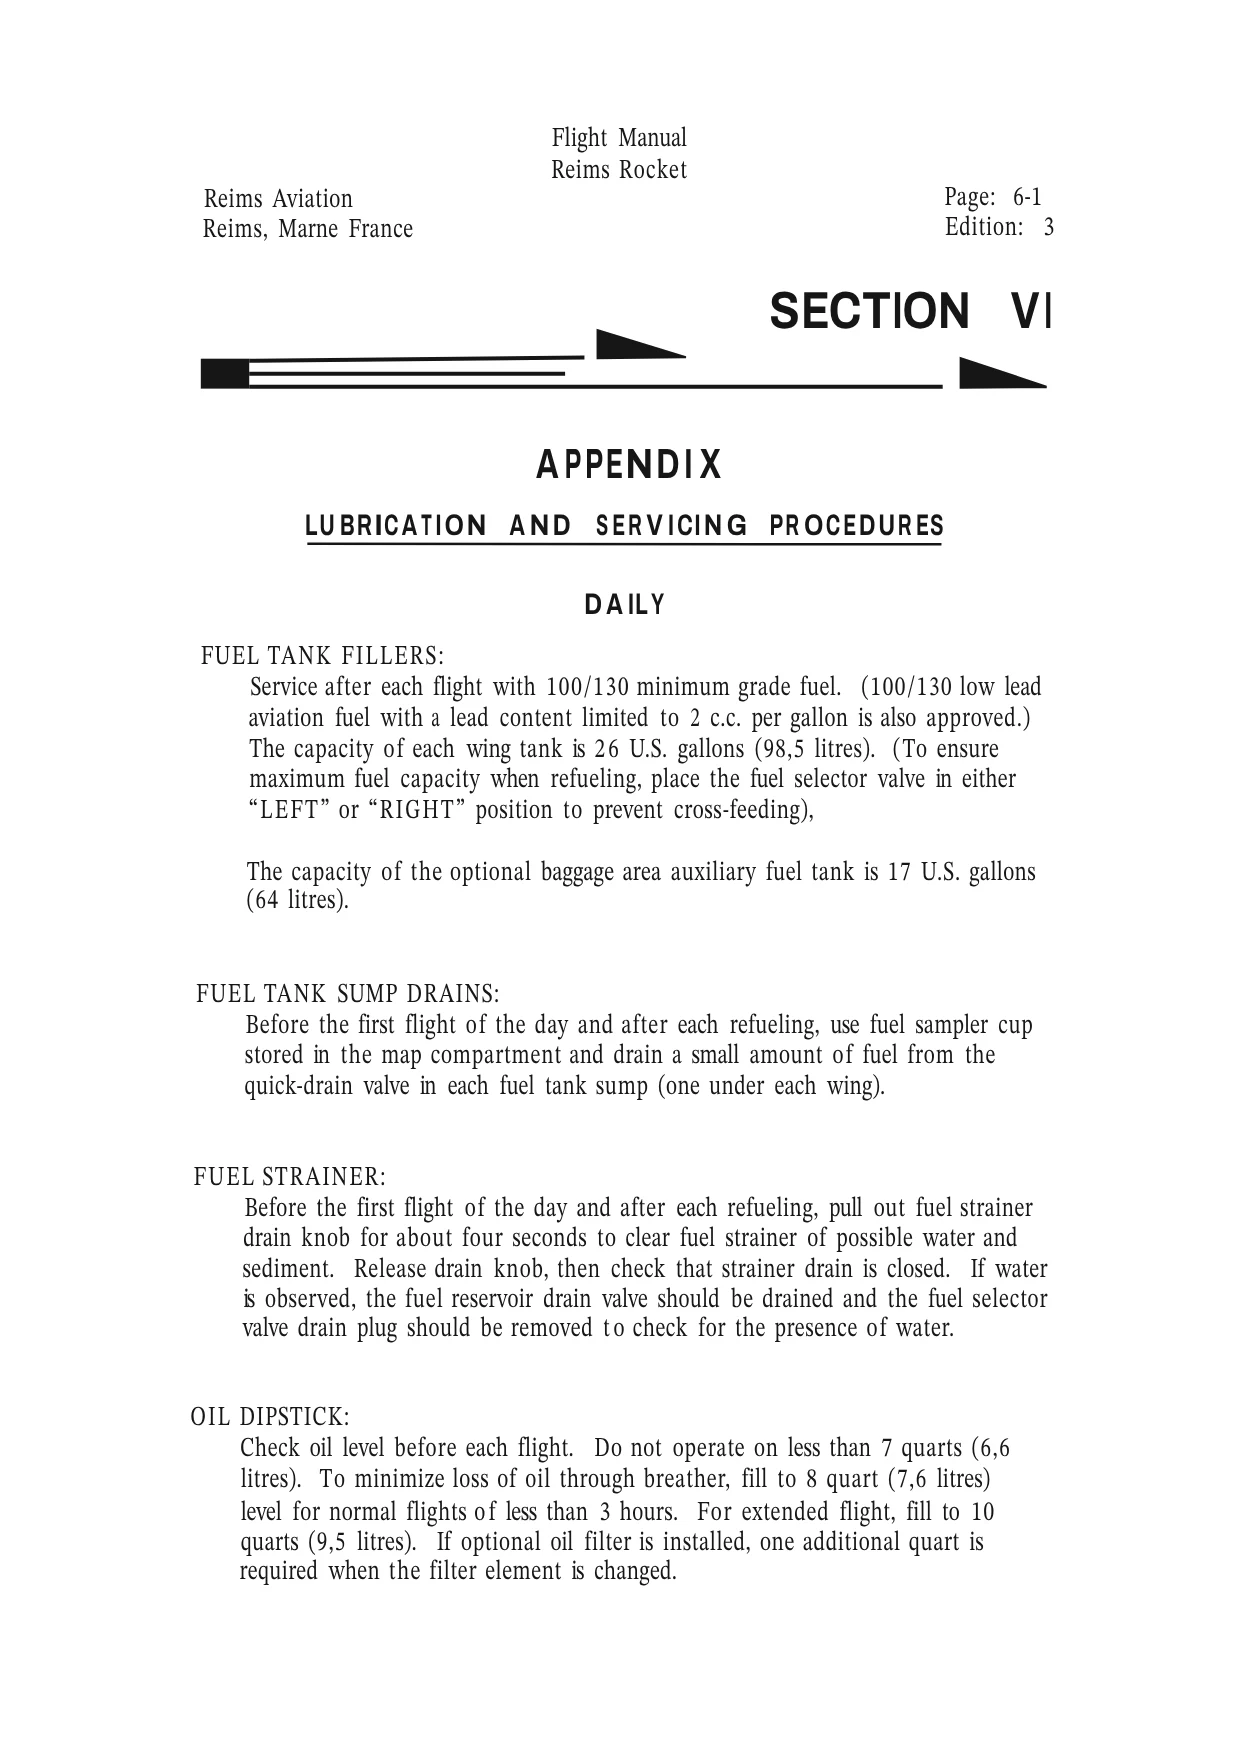 Flight Manual
Reims Rocket
Reims Aviation
Reims, Marne France
Page: 6-1
Edition: 3
SECTION VI
APPENDIX
LUBRICATION AND SERVICING PROCEDURES
DAILY
FUEL TANK FILLERS:
Service after each flight with 100/130 minimum grade fuel. (100/130 low lead
aviation fuel with a lead content limited to 2 c.c. per gallon is also approved.)
The capacity of each wing tank is 26 U.S. gallons (98,5 litres). (To ensure
maximum fuel capacity when refueling, place the fuel selector valve in either
“LEFT” or “RIGHT” position to prevent cross-feeding),
The capacity of the optional baggage area auxiliary fuel tank is 17 U.S. gallons
(64 litres).
FUEL TANK SUMP DRAINS:
Before the first flight of the day and after each refueling, use fuel sampler cup
stored in the map compartment and drain a small amount of fuel from the
quick-drain valve in each fuel tank sump (one under each wing).
FUEL STRAINER:
Before the first flight of the day and after each refueling, pull out fuel strainer
drain knob for about four seconds to clear fuel strainer of possible water and
sediment. Release drain knob, then check that strainer drain is closed. If water
is observed, the fuel reservoir drain valve should be drained and the fuel selector
valve drain plug should be removed to check for the presence of water.
OIL DIPSTICK:
Check oil level before each flight. Do not operate on less than 7 quarts (6,6
litres). To minimize loss of oil through breather, fill to 8 quart (7,6 litres)
level for normal flights of less than 3 hours. For extended flight, fill to 10
quarts (9,5 litres). If optional oil filter is installed, one additional quart is
required when the filter element is changed.